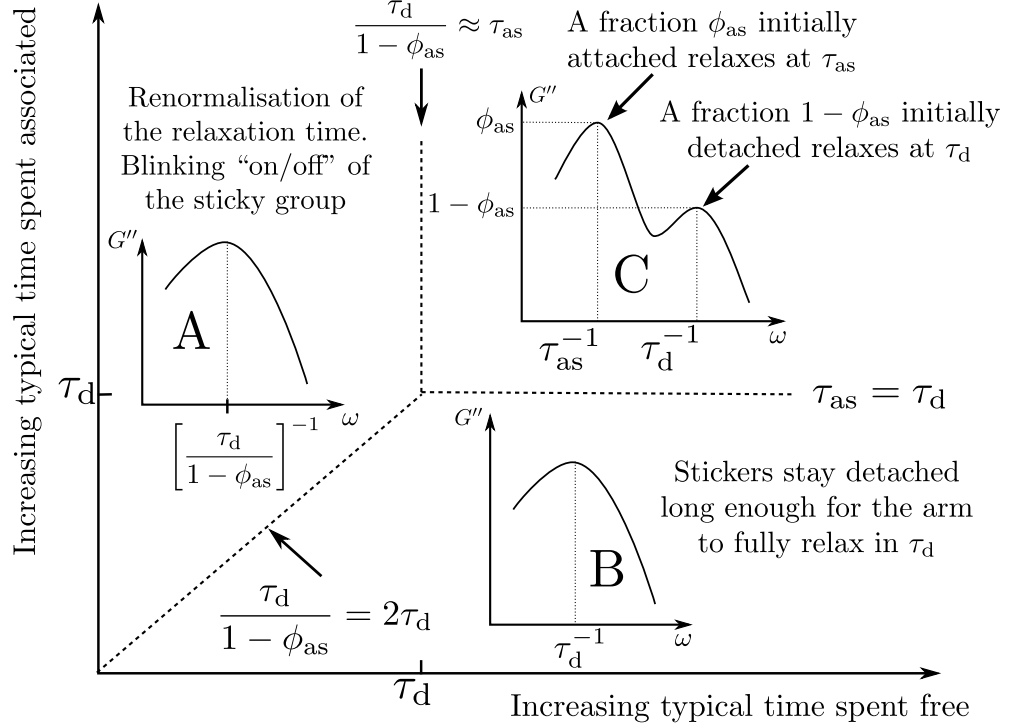 Increasing typical time spent associated
τd
Renormalisation of
the relaxation time.
Blinking “on/off” of
the sticky group
G″
A
ω
[τd / (1 − ϕas)]⁻¹
τd / (1 − ϕas) ≈ τas
A fraction ϕas initially
attached relaxes at τas
A fraction 1 − ϕas initially
detached relaxes at τd
G″
ϕas
1 − ϕas
C
τas⁻¹ τd⁻¹ ω
τas = τd
G″
B
τd⁻¹ ω
Stickers stay detached
long enough for the arm
to fully relax in τd
τd / (1 − ϕas) = 2τd
τd
Increasing typical time spent free